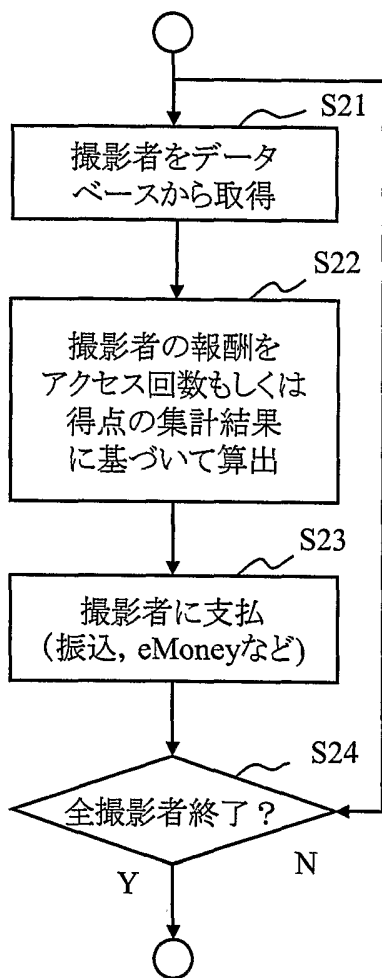 S21
撮影者をデータ
ベースから取得
S22
撮影者の報酬を
アクセス回数もしくは
得点の集計結果
に基づいて算出
S23
撮影者に支払
(振込, eMoneyなど)
S24
全撮影者終了？
Y
N